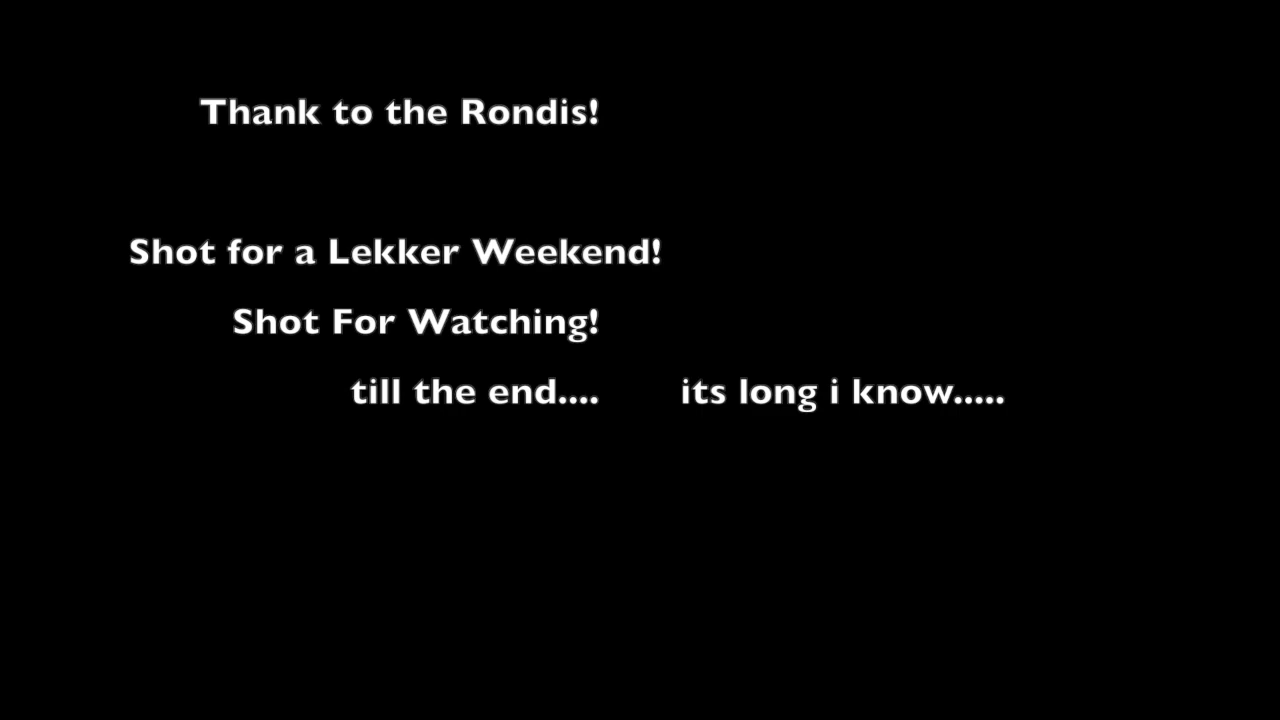 Thank to the Rondis!
Shot for a Lekker Weekend!
Shot For Watching!
till the end.... its long i know.....